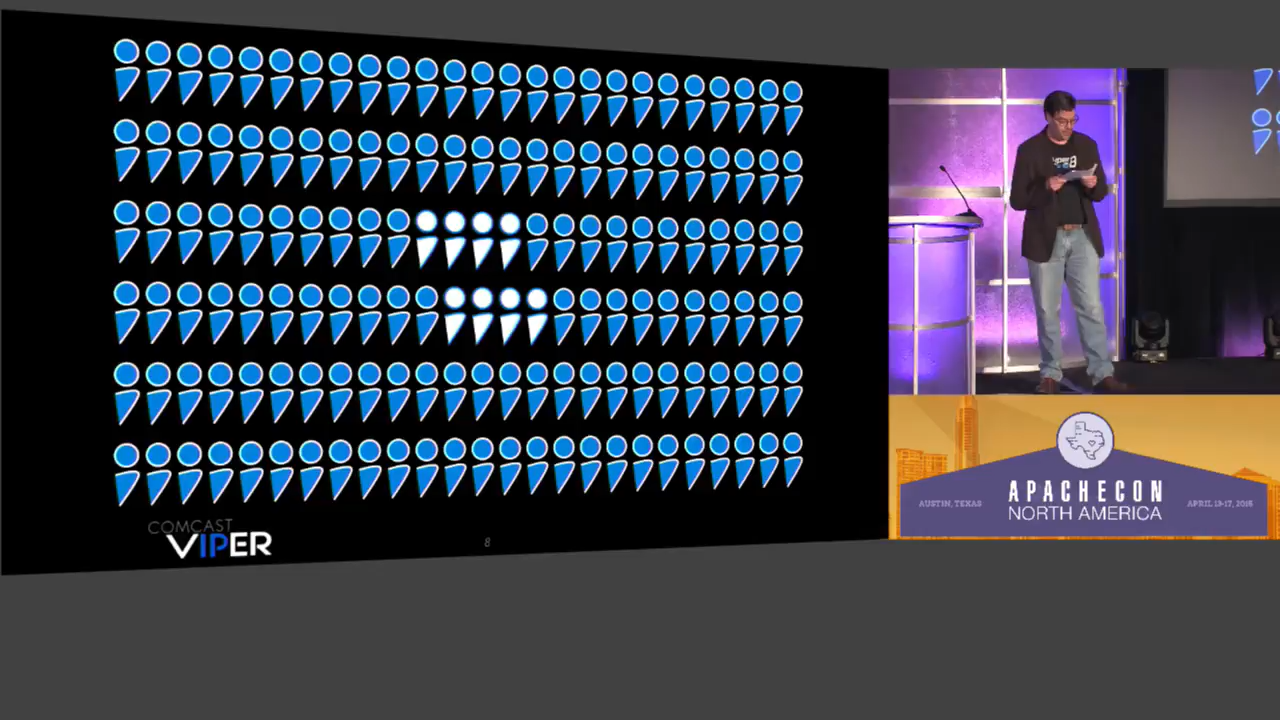 COMCAST
VIPER
8
AUSTIN, TEXAS
APACHECON
NORTH AMERICA
APRIL 13-17, 2015